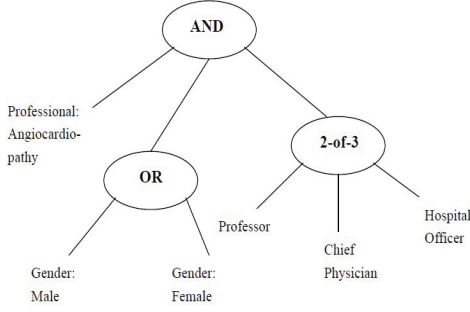 AND
Professional:
Angiocardio-
pathy
2-of-3
OR
Professor
Hospital
Officer
Chief
Physician
Gender:
Male
Gender:
Female